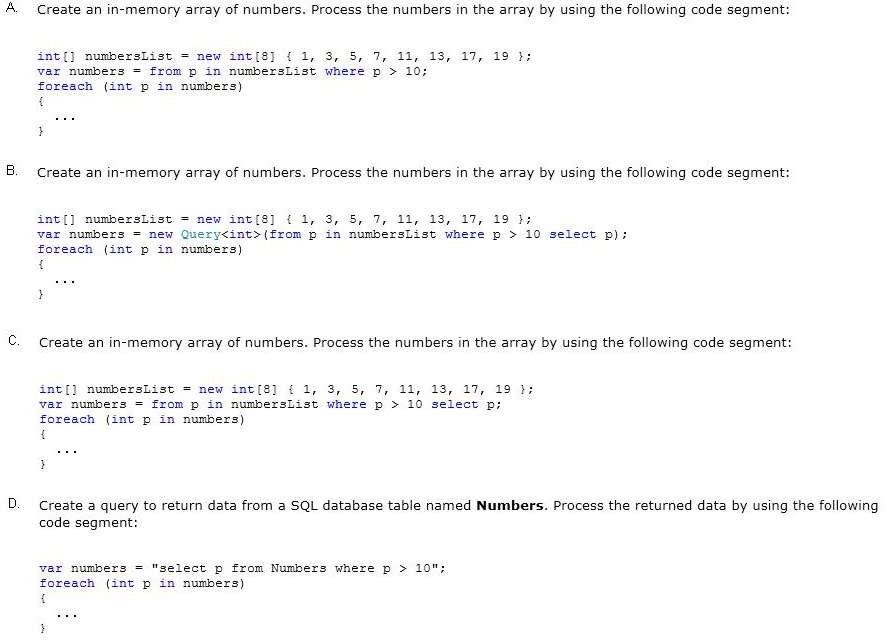 A. Create an in-memory array of numbers. Process the numbers in the array by using the following code segment:
int[] numbersList = new int[8] { 1, 3, 5, 7, 11, 13, 17, 19 };
var numbers = from p in numbersList where p > 10;
foreach (int p in numbers)
{
...
}
B. Create an in-memory array of numbers. Process the numbers in the array by using the following code segment:
int[] numbersList = new int[8] { 1, 3, 5, 7, 11, 13, 17, 19 };
var numbers = new Query<int>(from p in numbersList where p > 10 select p);
foreach (int p in numbers)
{
...
}
C. Create an in-memory array of numbers. Process the numbers in the array by using the following code segment:
int[] numbersList = new int[8] { 1, 3, 5, 7, 11, 13, 17, 19 };
var numbers = from p in numbersList where p > 10 select p;
foreach (int p in numbers)
{
...
}
D. Create a query to return data from a SQL database table named Numbers. Process the returned data by using the following
code segment:
var numbers = "select p from Numbers where p > 10";
foreach (int p in numbers)
{
...
}